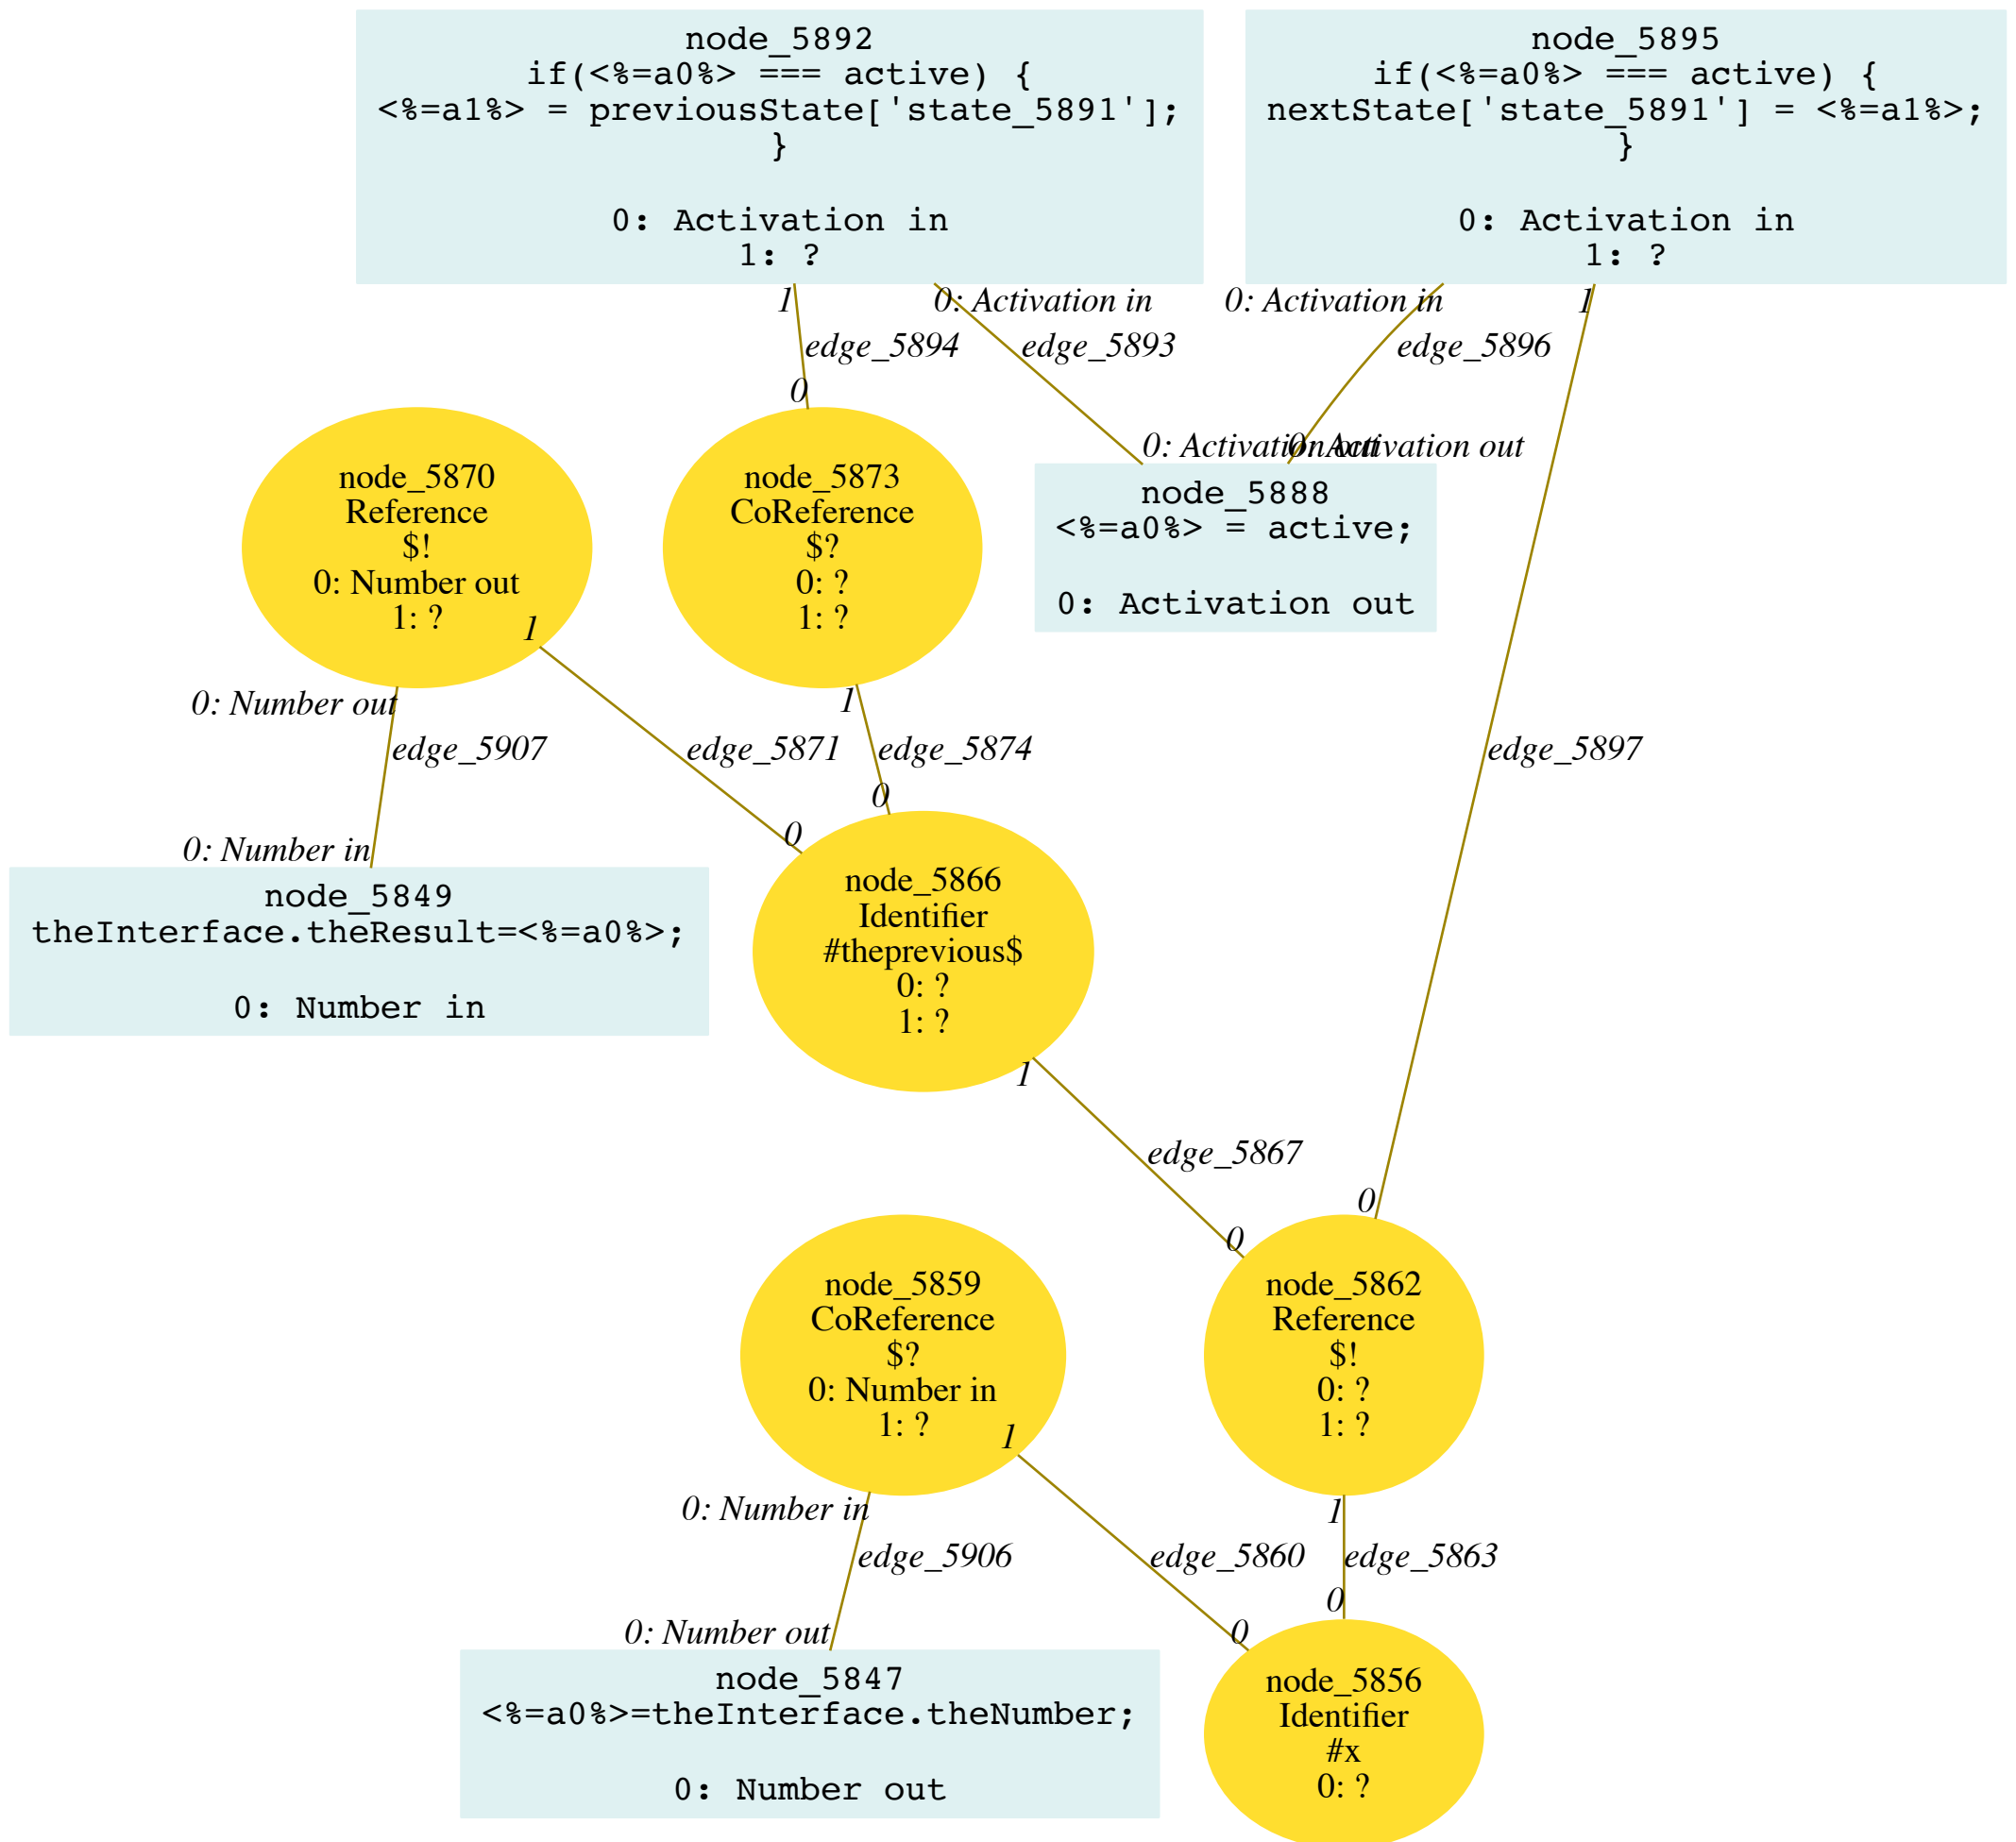 node_5892
if(<%=a0%> === active) {
<%=a1%> = previousState['state_5891'];
}
0: Activation in
1: ?
node_5895
if(<%=a0%> === active) {
nextState['state_5891'] = <%=a1%>;
}
0: Activation in
1: ?
1
0: Activation in
0: Activation in
1
edge_5894
edge_5893
edge_5896
0
0: Activation out
0: Activation out
node_5870
Reference
$!
0: Number out
1: ?
1
node_5873
CoReference
$?
0: ?
1: ?
node_5888
<%=a0%> = active;
0: Activation out
0: Number out
1
edge_5907
edge_5871
edge_5874
edge_5897
0
0
0: Number in
node_5849
theInterface.theResult=<%=a0%>;
0: Number in
node_5866
Identifier
#theprevious$
0: ?
1: ?
1
edge_5867
0
0
node_5859
CoReference
$?
0: Number in
1: ?
1
node_5862
Reference
$!
0: ?
1: ?
0: Number in
1
edge_5906
edge_5860
edge_5863
0
0: Number out
0
node_5847
<%=a0%>=theInterface.theNumber;
0: Number out
node_5856
Identifier
#x
0: ?